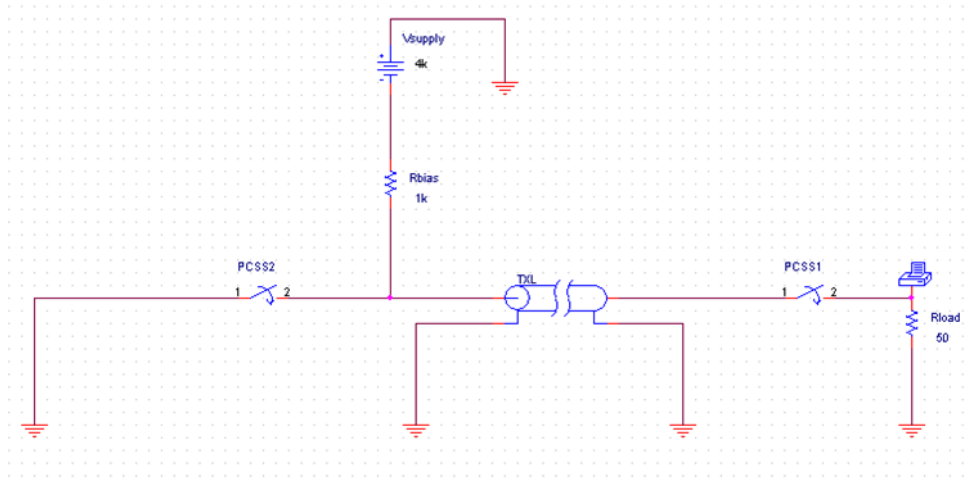 Vsupply
+
4k
-
Rbias
1k
PCSS2
1 2
TXL
PCSS1
1 2
Rload
50